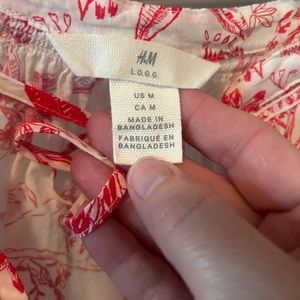 H&M
L.O.G.G.
US M
CA M
MADE IN
BANGLADESH
FABRIQUÉ EN
BANGLADESH